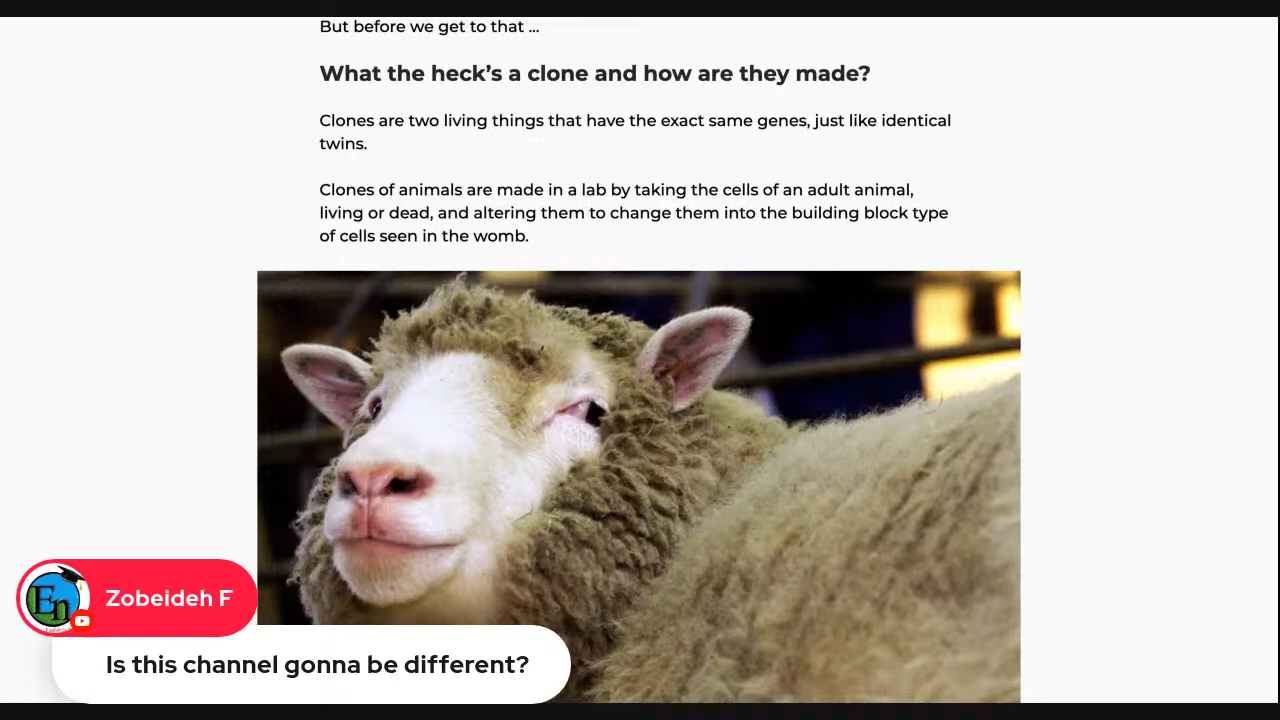 But before we get to that ...
What the heck’s a clone and how are they made?
Clones are two living things that have the exact same genes, just like identical
twins.
Clones of animals are made in a lab by taking the cells of an adult animal,
living or dead, and altering them to change them into the building block type
of cells seen in the womb.
En
Zobeideh F
Is this channel gonna be different?